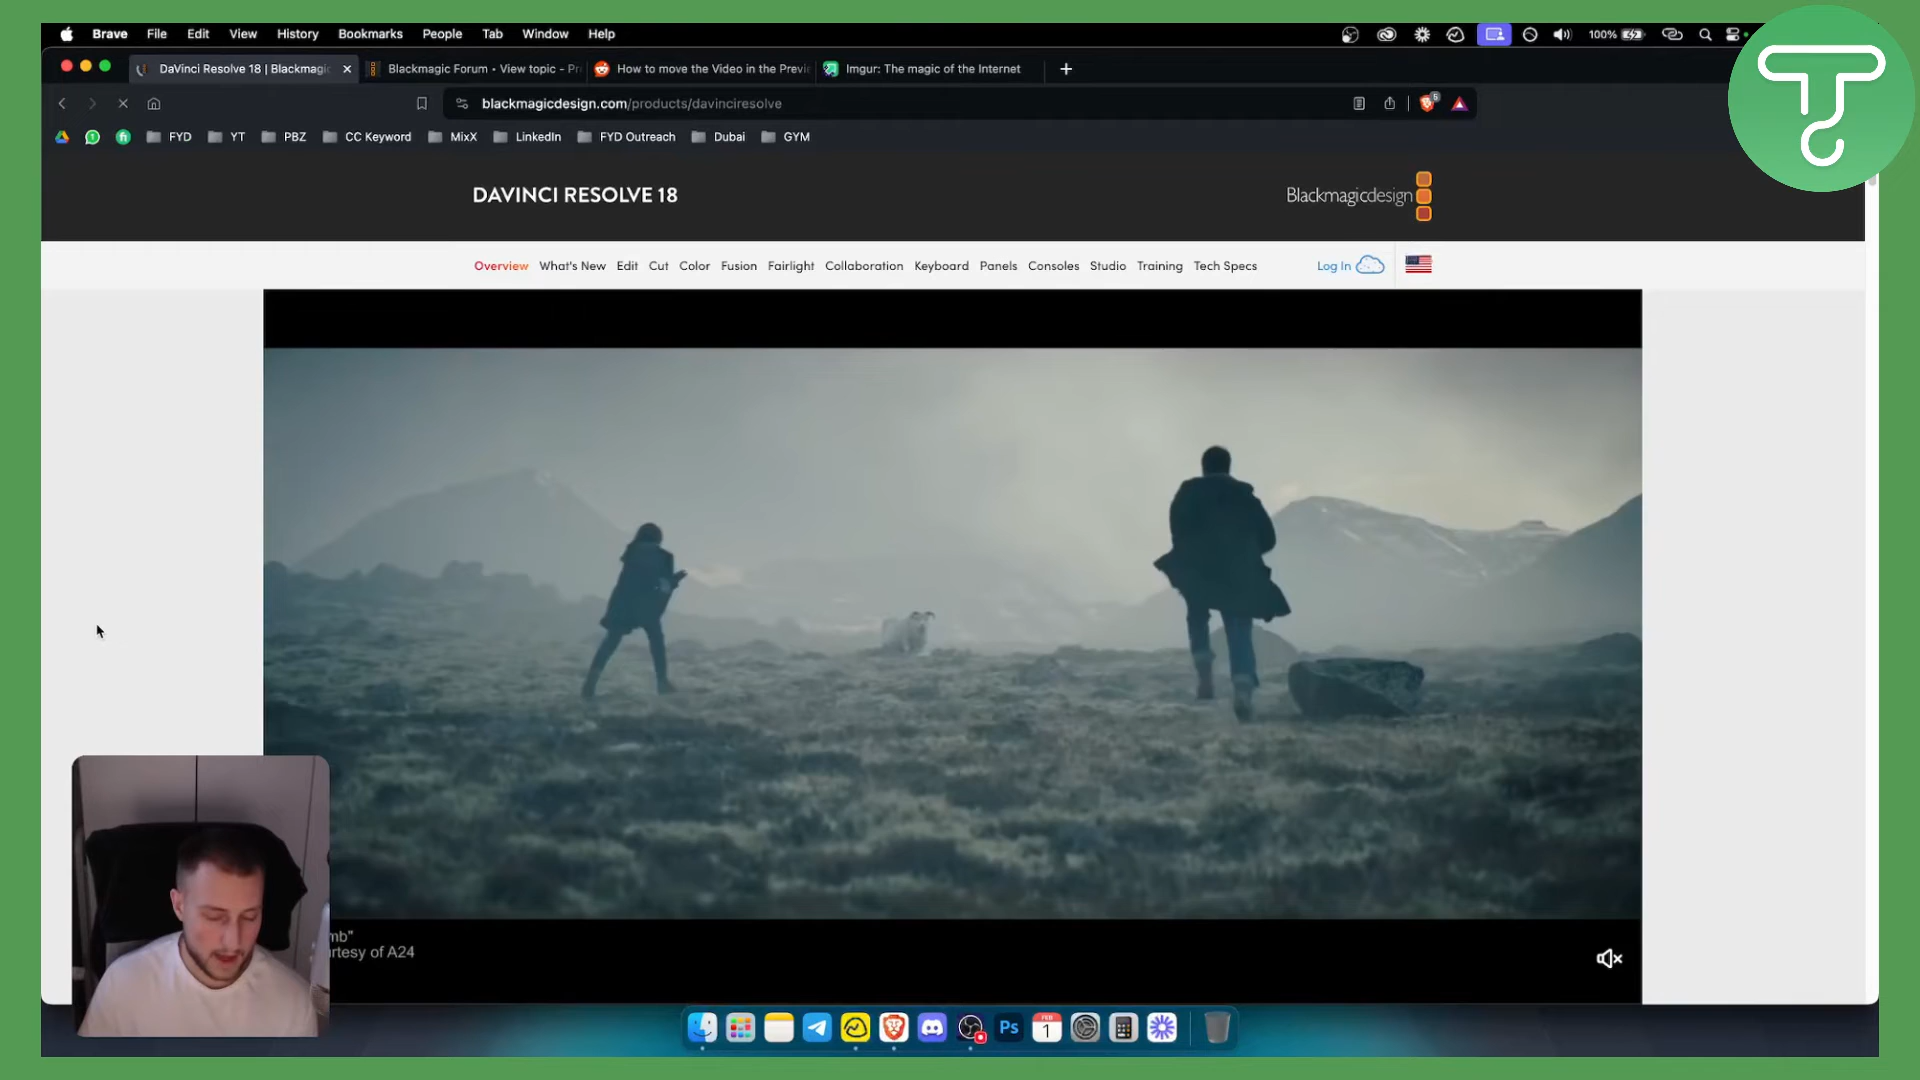 Brave File Edit View History Bookmarks People Tab Window Help 100%
DaVinci Resolve 18 | Blackmagic Blackmagic Forum • View topic - Pr How to move the Video in the Previ Imgur: The magic of the Internet
blackmagicdesign.com/products/davinciresolve 5
FYD YT PBZ CC Keyword MixX LinkedIn FYD Outreach Dubai GYM
DAVINCI RESOLVE 18 Blackmagicdesign
Overview What's New Edit Cut Color Fusion Fairlight Collaboration Keyboard Panels Consoles Studio Training Tech Specs Log In
mb"
rtesy of A24
Ps FEB
1